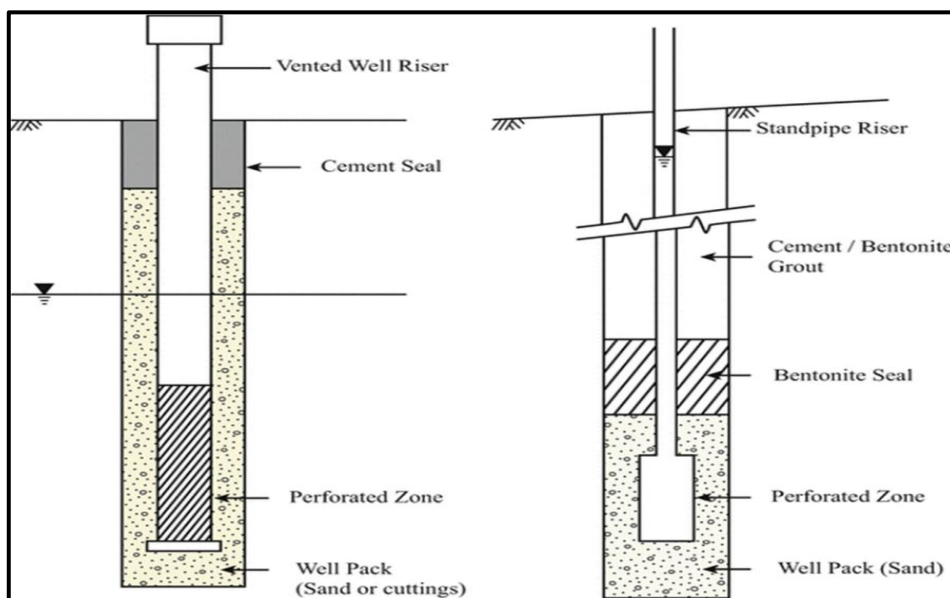 Vented Well Riser
Cement Seal
Perforated Zone
Well Pack
(Sand or cuttings)
Standpipe Riser
Cement / Bentonite
Grout
Bentonite Seal
Perforated Zone
Well Pack (Sand)